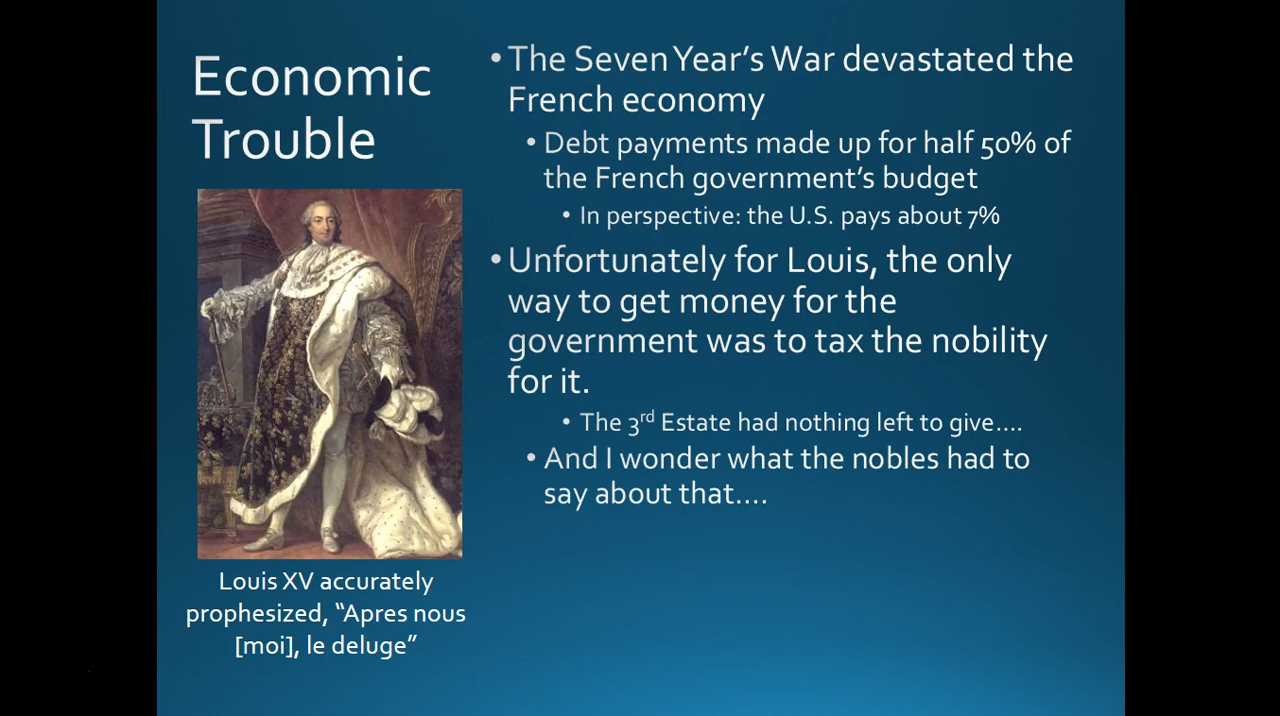 Economic
Trouble
• The Seven Year's War devastated the
French economy
• Debt payments made up for half 50% of
the French government's budget
• In perspective: the U.S. pays about 7%
• Unfortunately for Louis, the only
way to get money for the
government was to tax the nobility
for it.
• The 3rd Estate had nothing left to give....
• And I wonder what the nobles had to
say about that....
Louis XV accurately
prophesized, “Apres nous
[moi], le deluge”